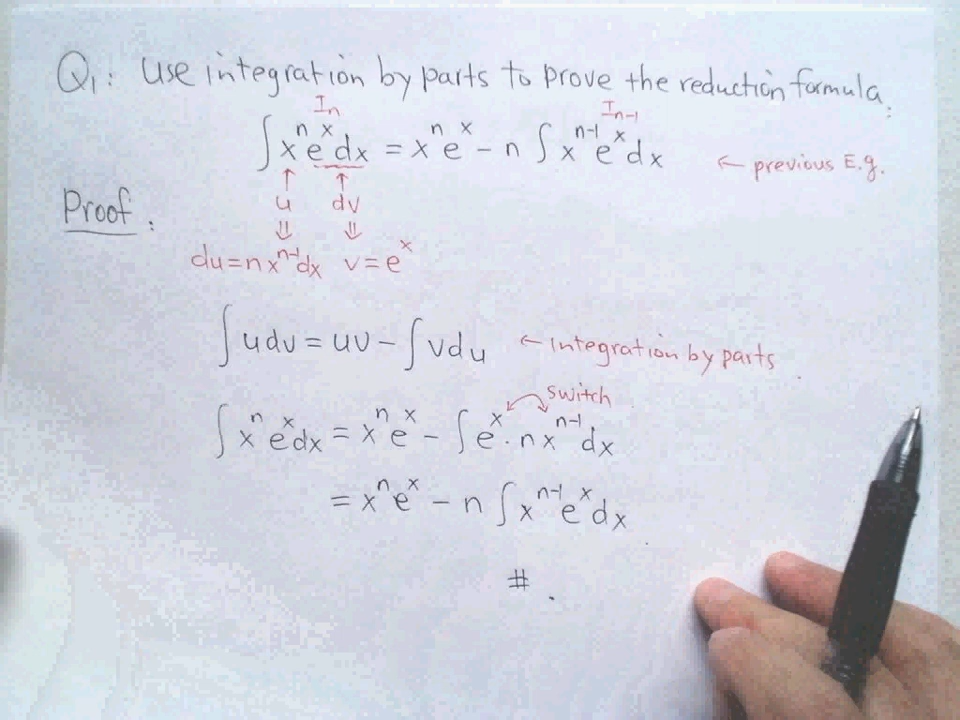 Q1: Use integration by parts to prove the reduction formula.
Iₙ Iₙ₋₁
∫xⁿeˣdx = xⁿeˣ - n∫xⁿ⁻¹eˣdx ← previous E.g.
Proof.
↑ ↑
u dv
⇓ ⇓
du=nxⁿ⁻¹dx v=eˣ
∫udv = uv - ∫vdu ← integration by parts
switch
∫xⁿeˣdx = xⁿeˣ - ∫eˣ·nxⁿ⁻¹dx
= xⁿeˣ - n∫xⁿ⁻¹eˣdx
#.